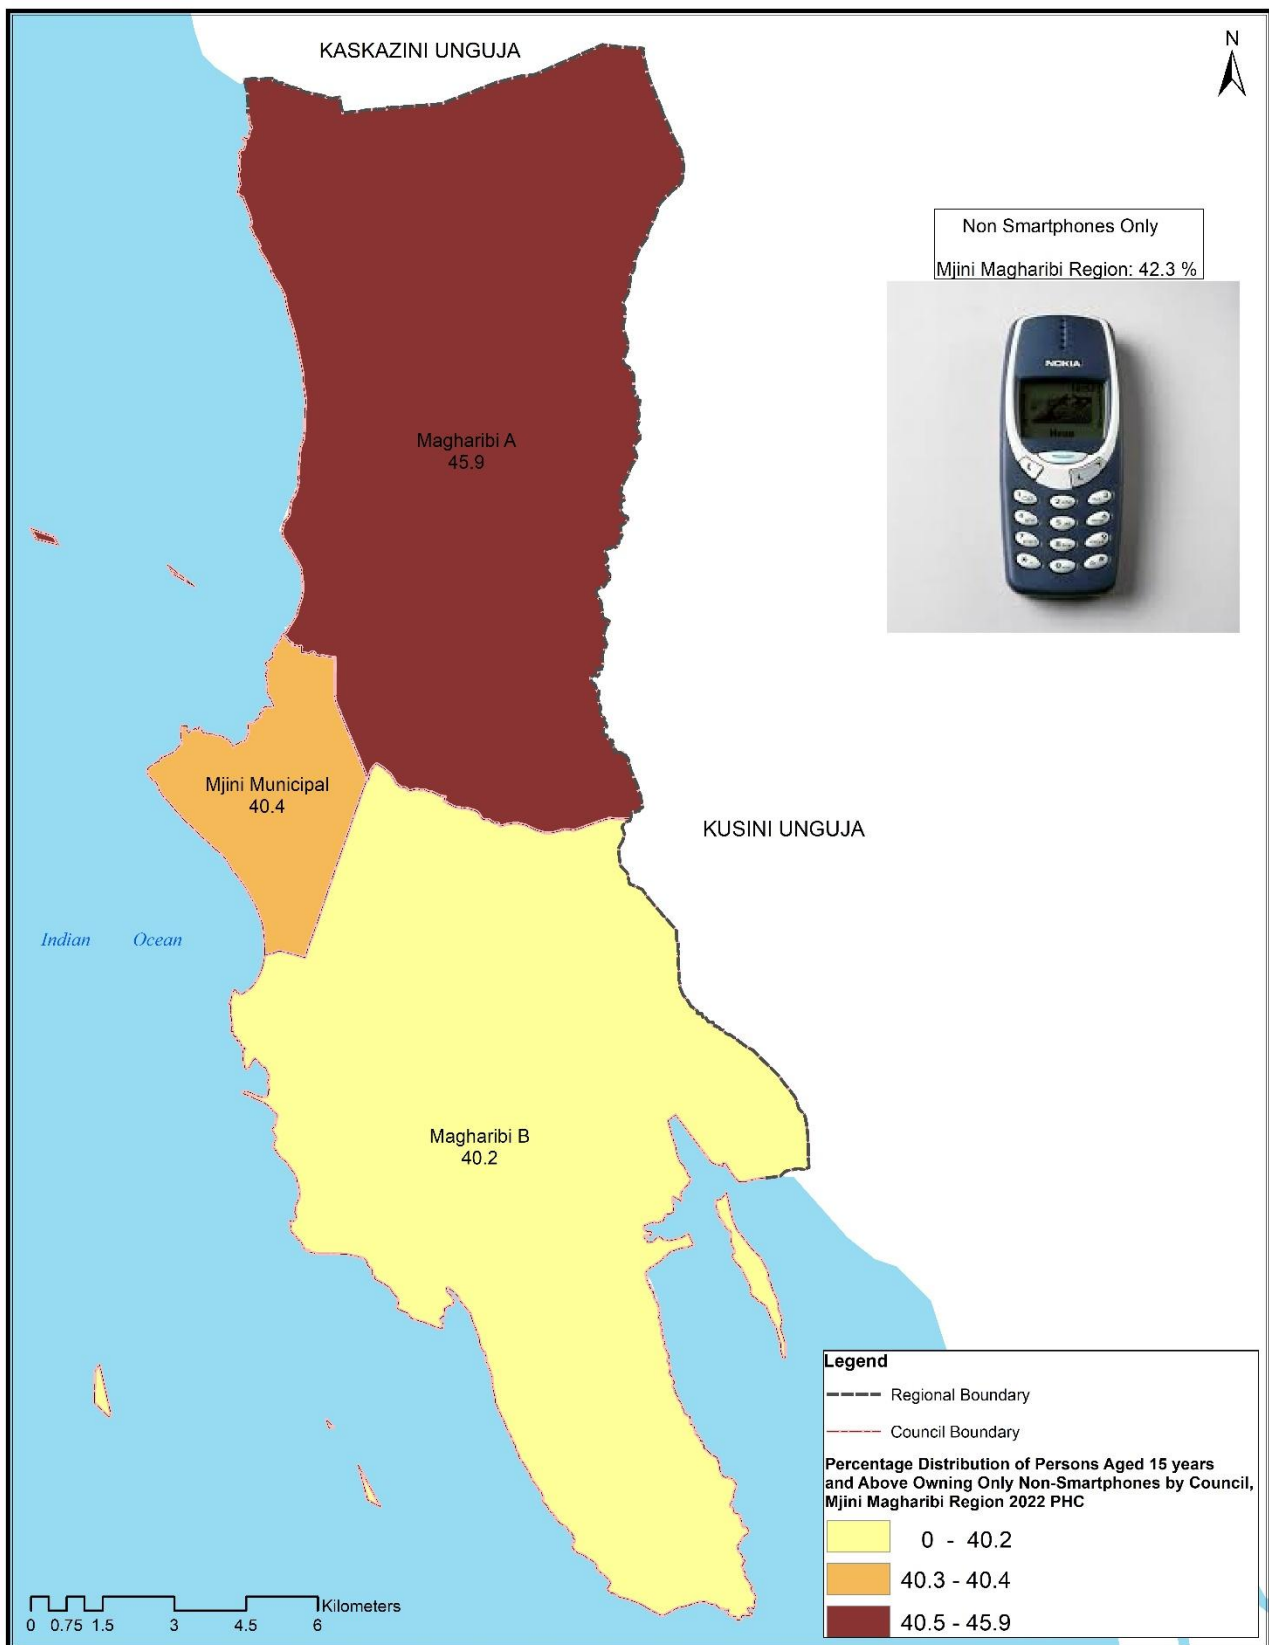 KASKAZINI UNGUJA
N
Non Smartphones Only
Mjini Magharibi Region: 42.3 %
NOKIA
Magharibi A
45.9
Mjini Municipal
40.4
KUSINI UNGUJA
Indian Ocean
Magharibi B
40.2
Legend
Regional Boundary
Council Boundary
Percentage Distribution of Persons Aged 15 years
and Above Owning Only Non-Smartphones by Council,
Mjini Magharibi Region 2022 PHC
0 - 40.2
40.3 - 40.4
40.5 - 45.9
Kilometers
0 0.75 1.5 3 4.5 6